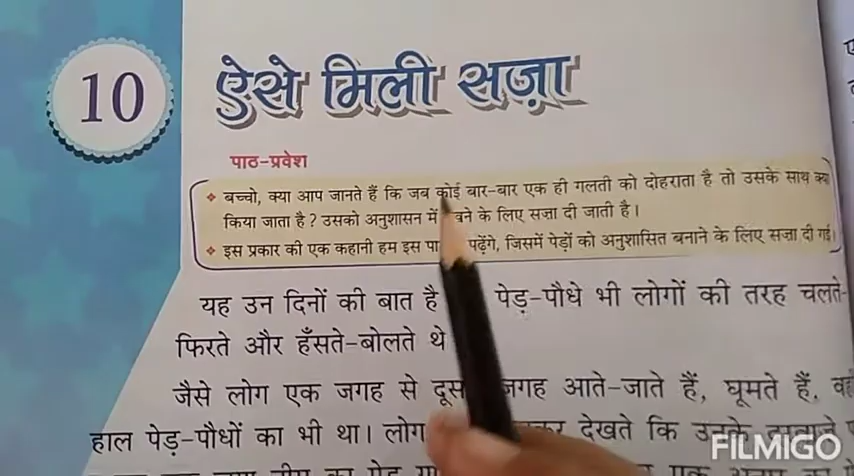 10
ऐसे मिली सज़ा
पाठ-प्रवेश
❖ बच्चो, क्या आप जानते हैं कि जब कोई बार-बार एक ही गलती को दोहराता है तो उसके साथ क्या
किया जाता है? उसको अनुशासन में के लिए सज़ा दी जाती है।
❖ इस प्रकार की एक कहानी हम इस पढ़ेंगे, जिसमें पेड़ों को अनुशासित बनाने के लिए सज़ा दी गई।
यह उन दिनों की बात है पेड़-पौधे भी लोगों की तरह चलते-
फिरते और हँसते-बोलते थे
जैसे लोग एक जगह से जगह आते-जाते हैं, घूमते हैं, वही
हाल पेड़-पौधों का भी था। लोग देखते कि उनके
FILMIGO